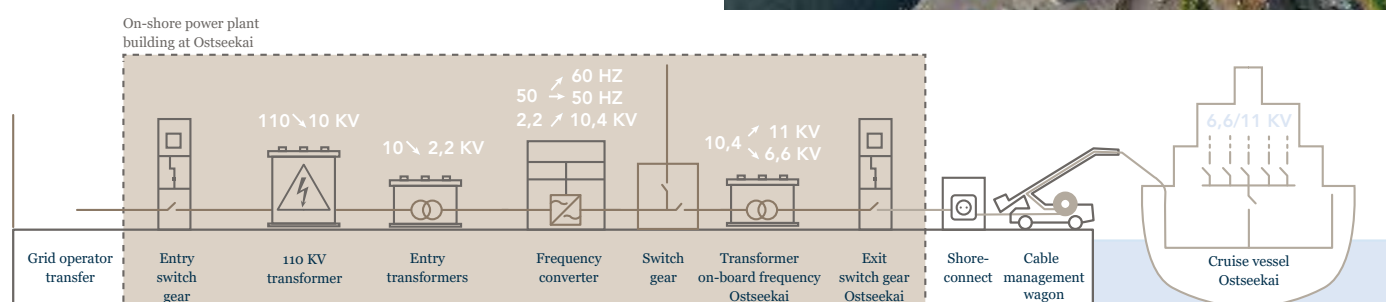 On-shore power plant
building at Ostseekai
110↘10 KV
10↘ 2,2 KV
50 ↗ 60 HZ
→ 50 HZ
2,2 ↗ 10,4 KV
10,4 ↗ 11 KV
↘ 6,6 KV
6,6/11 KV
Grid operator
transfer
Entry
switch
gear
110 KV
transformer
Entry
transformers
Frequency
converter
Switch
gear
Transformer
on-board frequency
Ostseekai
Exit
switch gear
Ostseekai
Shore-
connect
Cable
management
wagon
Cruise vessel
Ostseekai